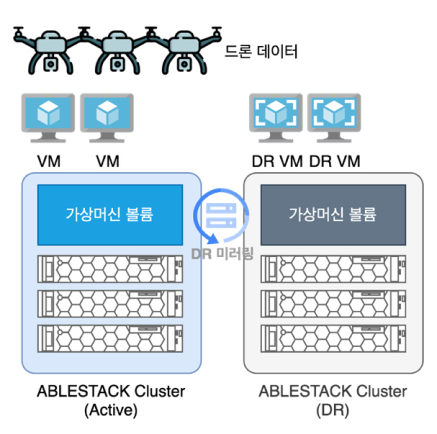 드론 데이터
VM VM
DR VM DR VM
가상머신 볼륨
가상머신 볼륨
DR 미러링
ABLESTACK Cluster
(Active)
ABLESTACK Cluster
(DR)